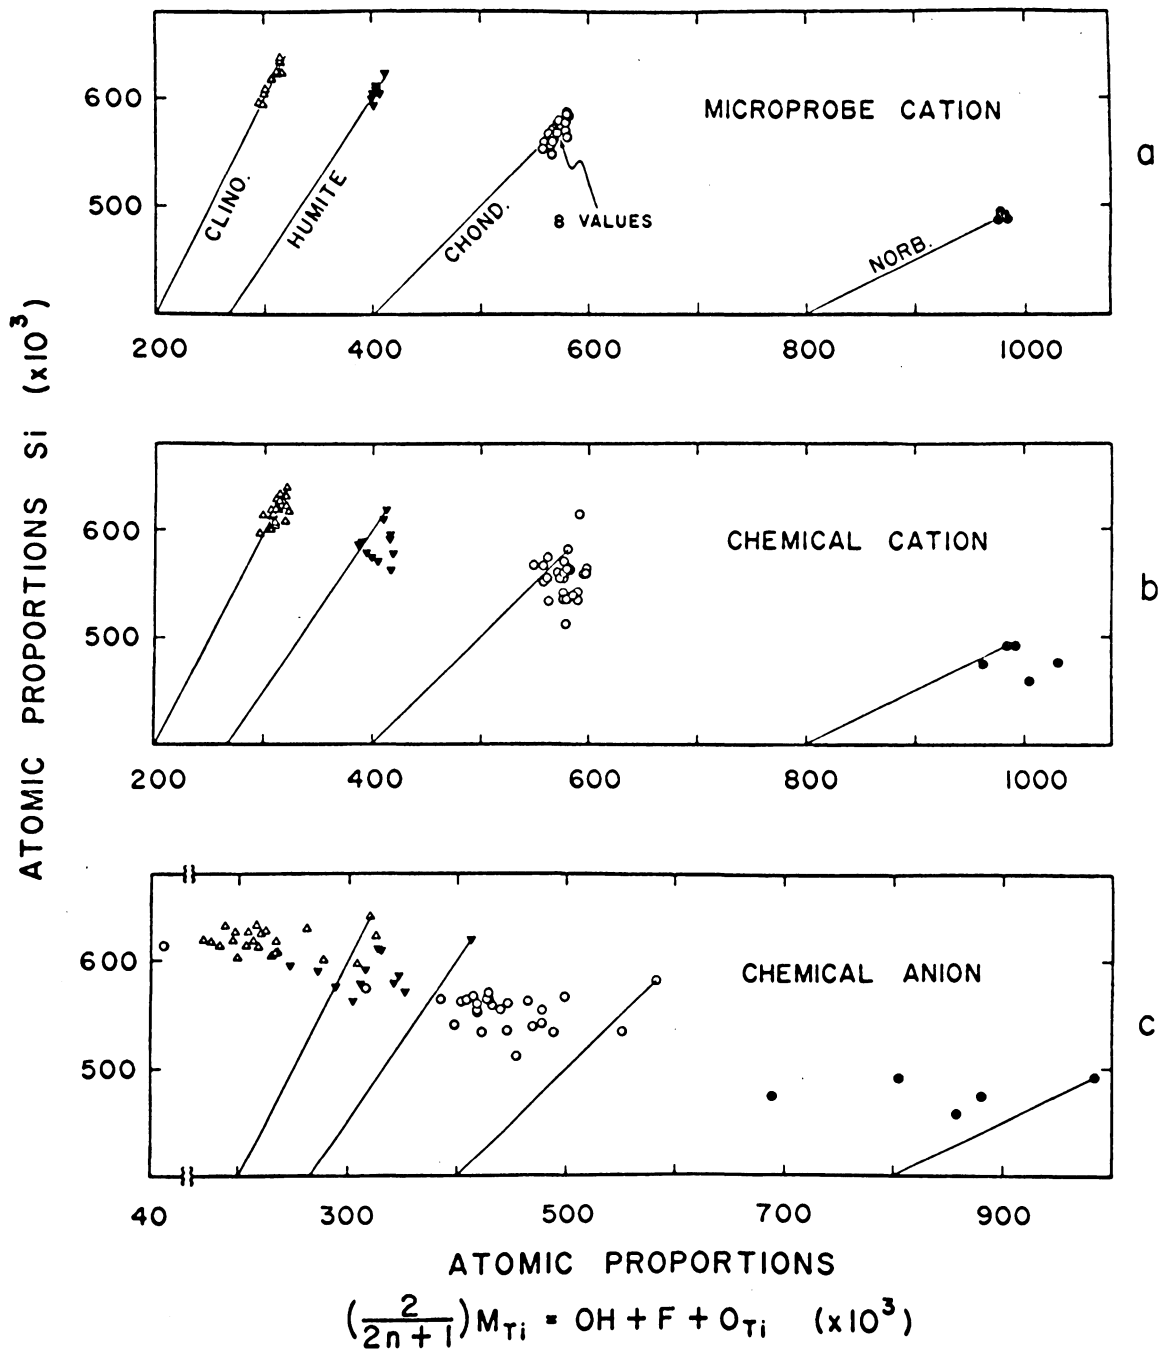 600
500
CLINO.
HUMITE
CHOND.
NORB.
8 VALUES
MICROPROBE CATION
a
200 400 600 800 1000
600
500
CHEMICAL CATION
b
200 400 600 800 1000
600
500
CHEMICAL ANION
c
40 300 500 700 900
ATOMIC PROPORTIONS Si (x10³)
ATOMIC PROPORTIONS
(2/2n+1)M_Ti = OH + F + O_Ti (x10³)